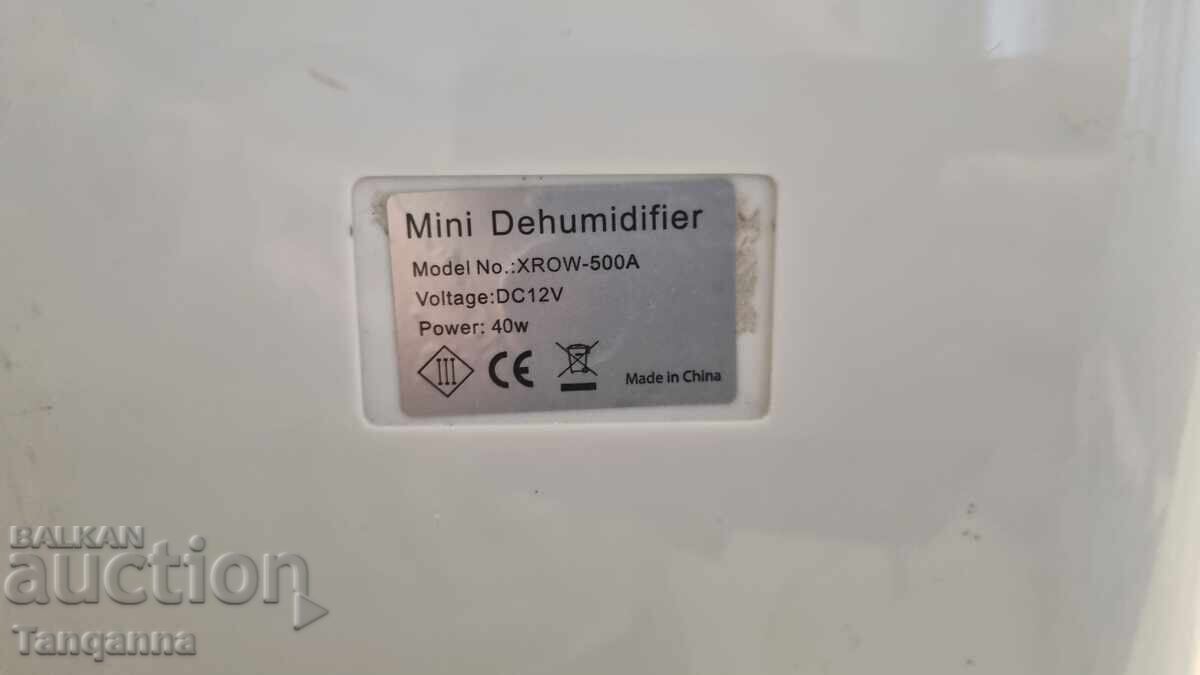 Mini Dehumidifier
Model No.:XROW-500A
Voltage:DC12V
Power: 40w
III CE Made in China
BALKAN
auction
Tanganna